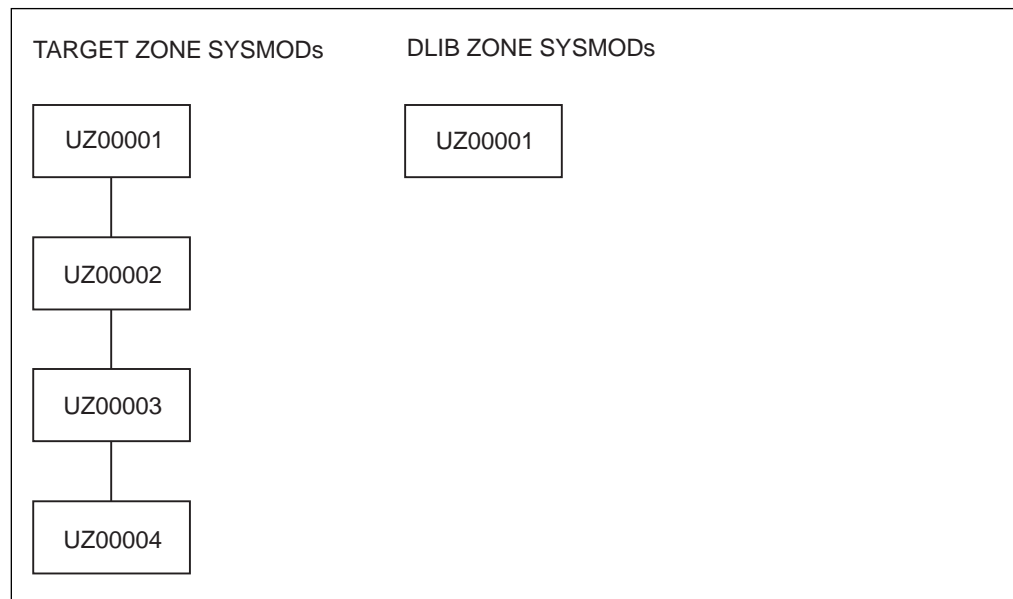 TARGET ZONE SYSMODs
DLIB ZONE SYSMODs
UZ00001
UZ00001
UZ00002
UZ00003
UZ00004